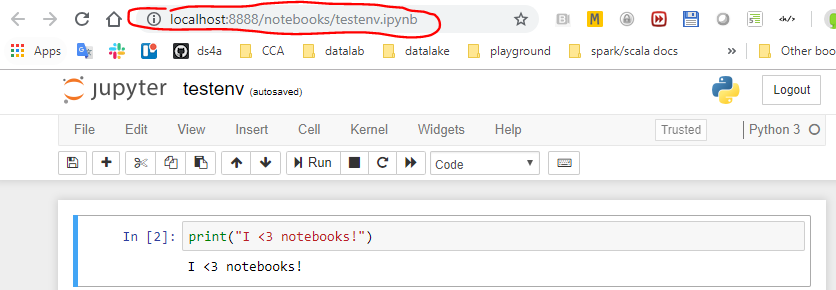 localhost:8888/notebooks/testenv.ipynb
ds4a CCA datalab datalake playground spark/scala docs » Other boo
jupyter testenv (autosaved) Logout
File Edit View Insert Cell Kernel Widgets Help Trusted Python 3
Run Code
In [2]: print("I <3 notebooks!")
I <3 notebooks!